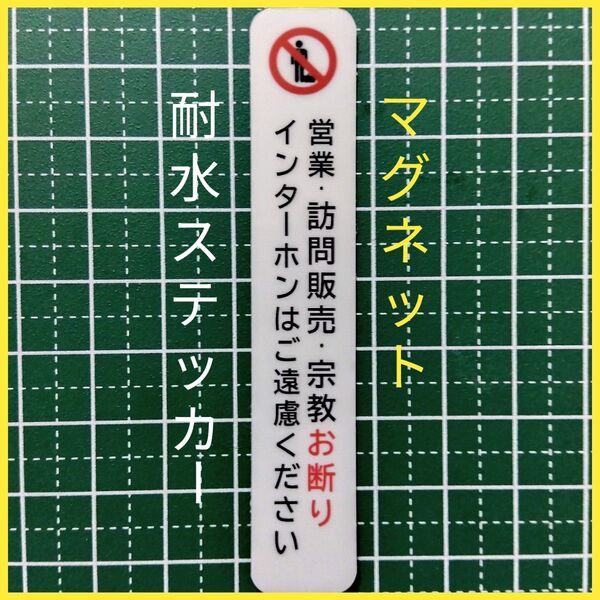 マグネット
営業・訪問販売・宗教お断り
インターホンはご遠慮ください
耐水ステッカー